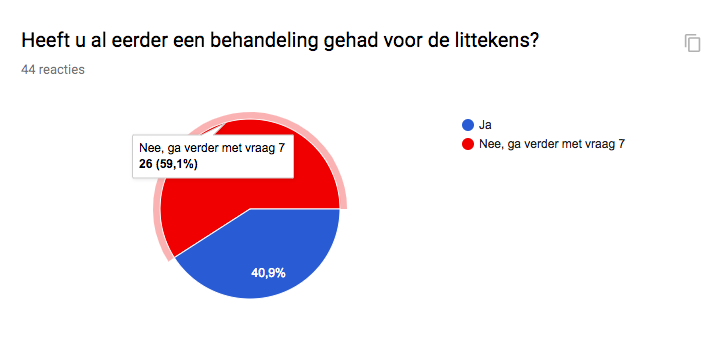 Heeft u al eerder een behandeling gehad voor de littekens?
44 reacties
Nee, ga verder met vraag 7
26 (59,1%)
40,9%
Ja
Nee, ga verder met vraag 7